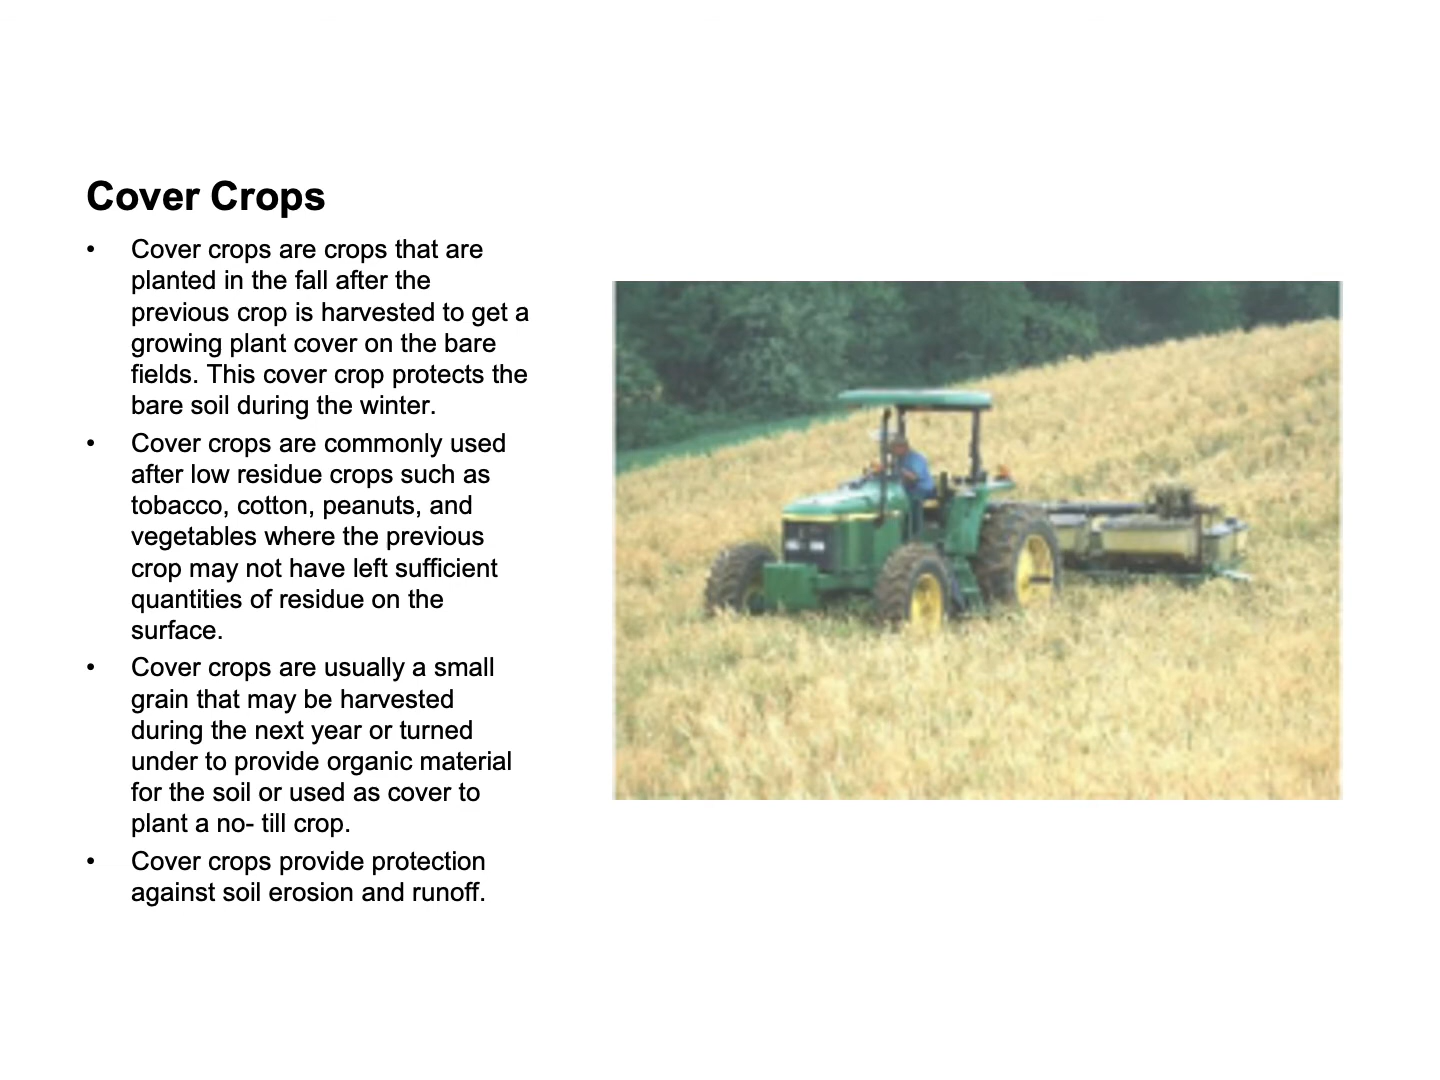 Cover Crops
• Cover crops are crops that are
planted in the fall after the
previous crop is harvested to get a
growing plant cover on the bare
fields. This cover crop protects the
bare soil during the winter.
• Cover crops are commonly used
after low residue crops such as
tobacco, cotton, peanuts, and
vegetables where the previous
crop may not have left sufficient
quantities of residue on the
surface.
• Cover crops are usually a small
grain that may be harvested
during the next year or turned
under to provide organic material
for the soil or used as cover to
plant a no- till crop.
• Cover crops provide protection
against soil erosion and runoff.